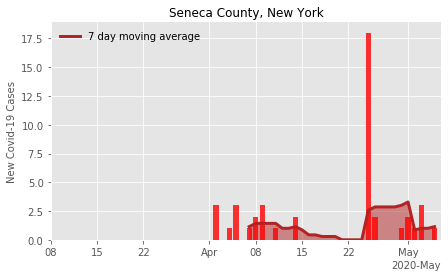 Seneca County, New York
7 day moving average
New Covid-19 Cases
17.5
15.0
12.5
10.0
7.5
5.0
2.5
0.0
08 15 22 Apr 08 15 22 May
2020-May